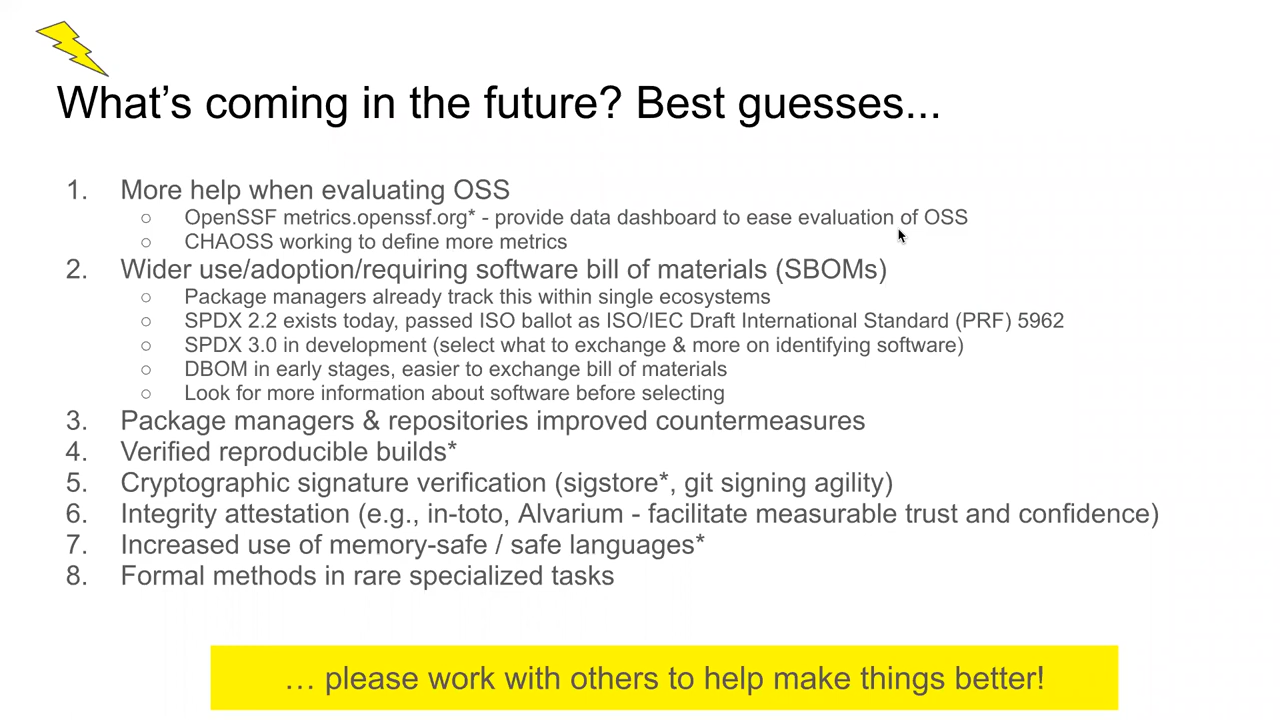 What’s coming in the future? Best guesses...
1. More help when evaluating OSS
○ OpenSSF metrics.openssf.org* - provide data dashboard to ease evaluation of OSS
○ CHAOSS working to define more metrics
2. Wider use/adoption/requiring software bill of materials (SBOMs)
○ Package managers already track this within single ecosystems
○ SPDX 2.2 exists today, passed ISO ballot as ISO/IEC Draft International Standard (PRF) 5962
○ SPDX 3.0 in development (select what to exchange & more on identifying software)
○ DBOM in early stages, easier to exchange bill of materials
○ Look for more information about software before selecting
3. Package managers & repositories improved countermeasures
4. Verified reproducible builds*
5. Cryptographic signature verification (sigstore*, git signing agility)
6. Integrity attestation (e.g., in-toto, Alvarium - facilitate measurable trust and confidence)
7. Increased use of memory-safe / safe languages*
8. Formal methods in rare specialized tasks
… please work with others to help make things better!